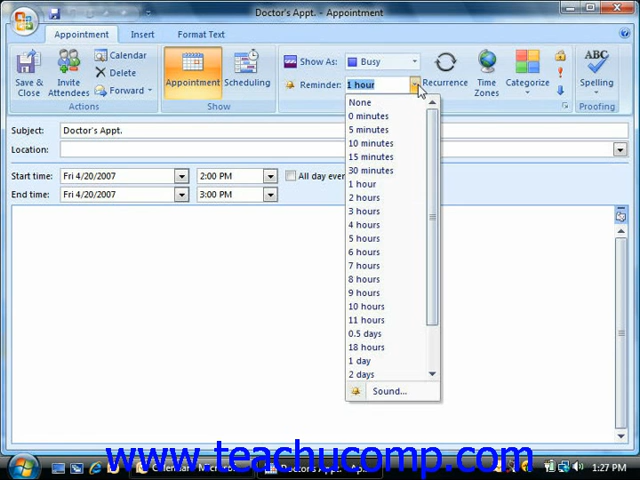 Doctor's Appt. - Appointment
Appointment
Insert
Format Text
Save & Close
Invite Attendees
Calendar
Delete
Forward
Actions
Appointment
Scheduling
Show
Show As:
Busy
Reminder:
1 hour
Recurrence
Time Zones
Categorize
ABC
Spelling
Proofing
Subject:
Doctor's Appt.
Location:
Start time:
Fri 4/20/2007
2:00 PM
All day even
End time:
Fri 4/20/2007
3:00 PM
None
0 minutes
5 minutes
10 minutes
15 minutes
30 minutes
1 hour
2 hours
3 hours
4 hours
5 hours
6 hours
7 hours
8 hours
9 hours
10 hours
11 hours
0.5 days
18 hours
1 day
2 days
Sound...
www.teachucomp.com
1:27 PM